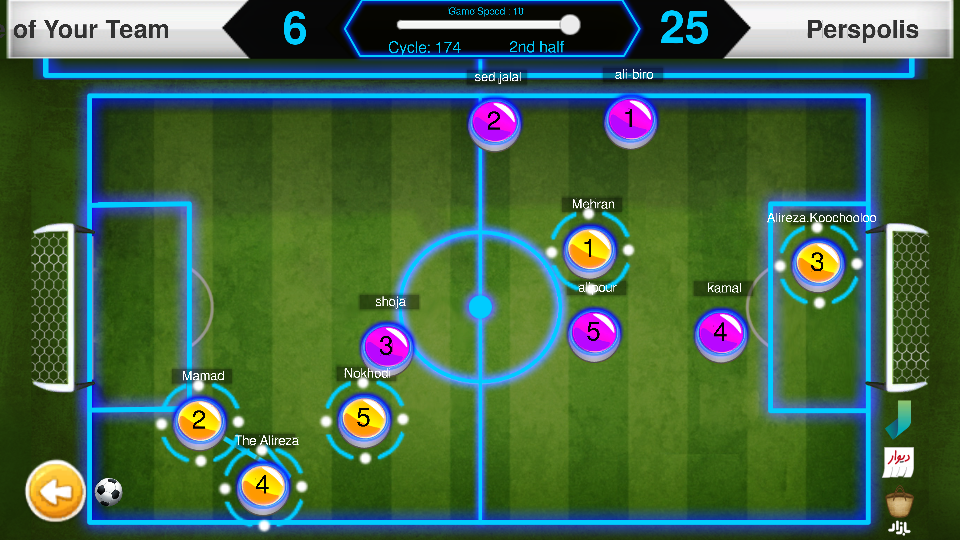 of Your Team
6
Game Speed : 10
Cycle: 174
2nd half
25
Perspolis
sed jalal
2
ali-biro
1
Mehran
1
Alireza.Koochooloo
3
alipour
5
kamal
4
shoja
3
Nokhodi
5
Mamad
2
The Alireza
4
دیوار
بازار